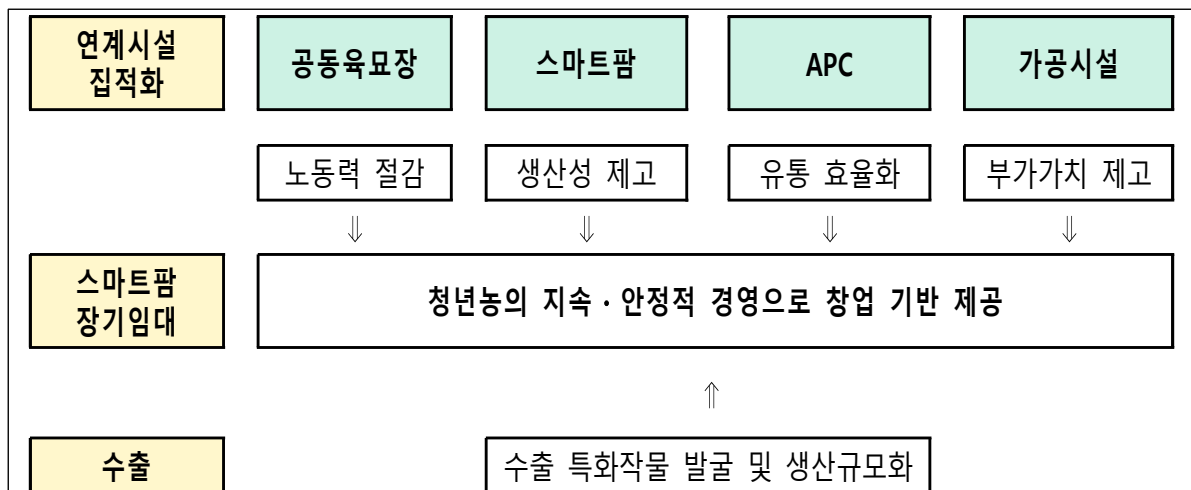 연계시설
집적화
공동육묘장 스마트팜 APC 가공시설
노동력 절감 생산성 제고 유통 효율화 부가가치 제고
⇓ ⇓ ⇓ ⇓
스마트팜
장기임대
청년농의 지속·안정적 경영으로 창업 기반 제공
⇑
수출 수출 특화작물 발굴 및 생산규모화